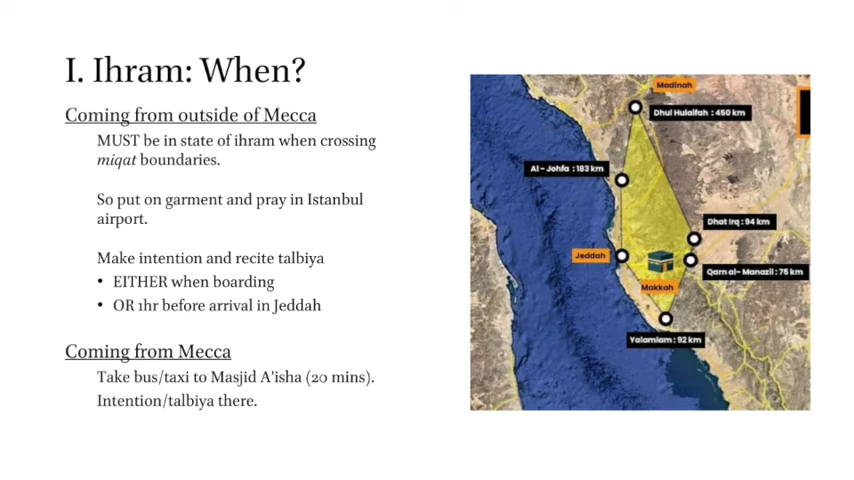 I. Ihram: When?
Coming from outside of Mecca
MUST be in state of ihram when crossing
miqat boundaries.
So put on garment and pray in Istanbul
airport.
Make intention and recite talbiya
• EITHER when boarding
• OR 1hr before arrival in Jeddah
Coming from Mecca
Take bus/taxi to Masjid A'isha (20 mins).
Intention/talbiya there.
Madinah
Dhul Hulaifah : 450 km
Al - Johfa : 183 km
Dhat Irq : 94 km
Jeddah
Qarn al- Manazil : 75 km
Makkah
Yalamlam : 92 km